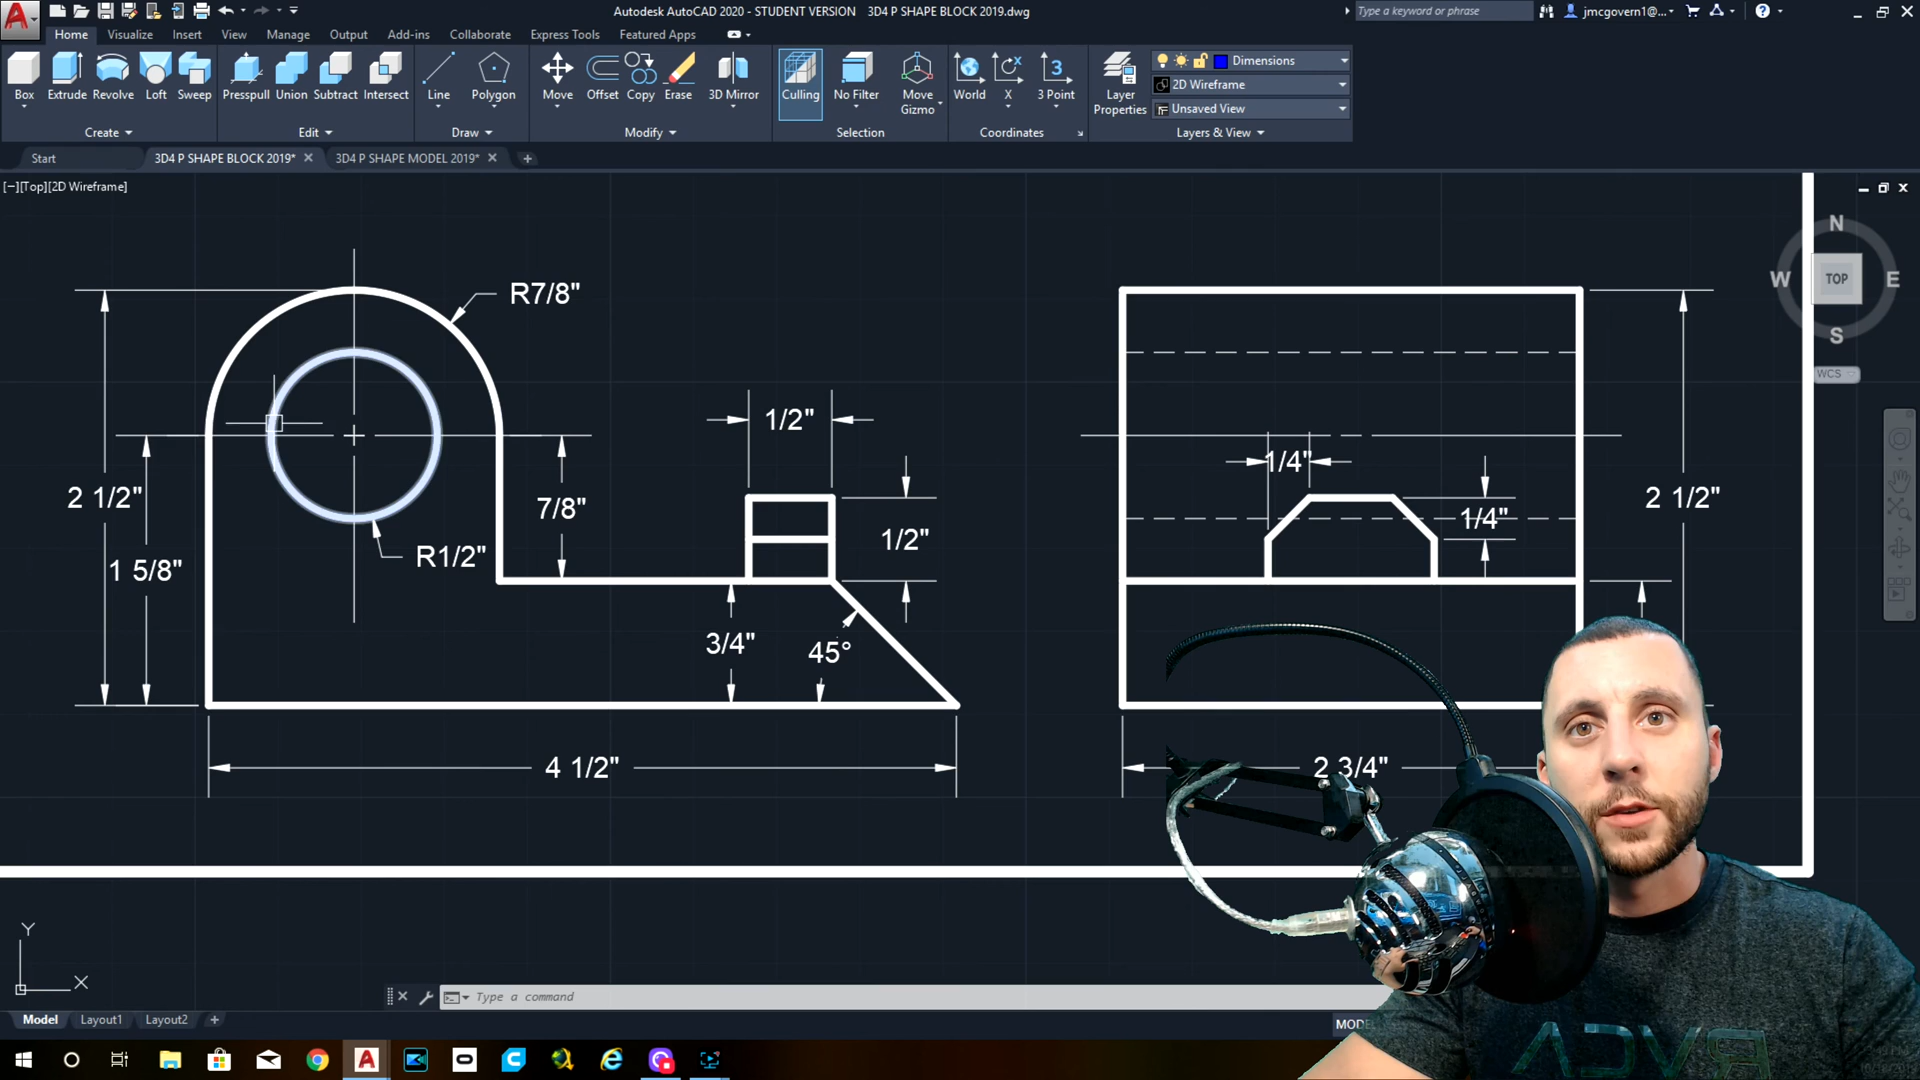 Autodesk AutoCAD 2020 - STUDENT VERSION 3D4 P SHAPE BLOCK 2019.dwg
Type a keyword or phrase
jmcgovern1@...
Home Visualize Insert View Manage Output Add-ins Collaborate Express Tools Featured Apps
Box Extrude Revolve Loft Sweep Presspull Union Subtract Intersect Line Polygon Move Offset Copy Erase 3D Mirror Culling No Filter Move Gizmo World X 3 Point Layer Properties
Dimensions
2D Wireframe
Unsaved View
Create Edit Draw Modify Selection Coordinates Layers & View
Start 3D4 P SHAPE BLOCK 2019* 3D4 P SHAPE MODEL 2019*
[−][Top][2D Wireframe]
N
W TOP E
S
WCS
R7/8"
1/2"
1/4"
2 1/2" 7/8" 2 1/2"
1/4"
1/2"
R1/2"
1 5/8"
3/4" 45°
4 1/2" 2 3/4"
Y
X
Type a command
Model Layout1 Layout2
MODE
ADVR